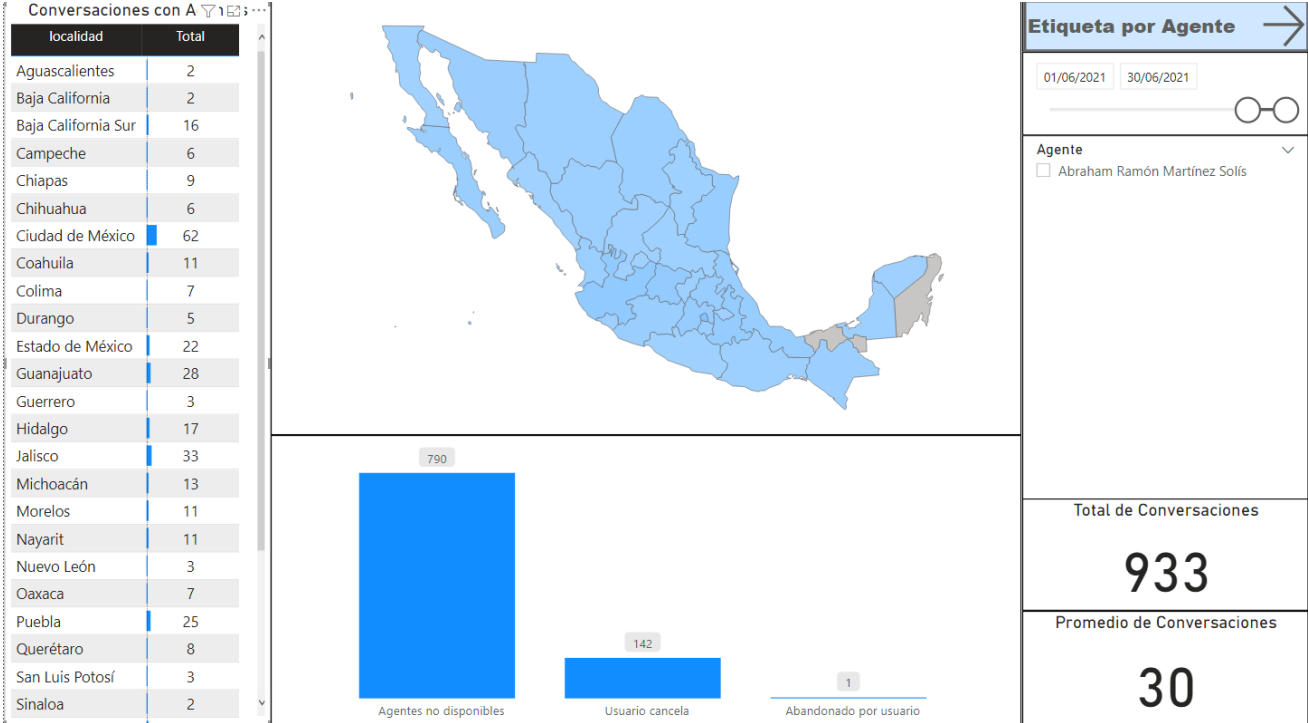 Conversaciones con A
localidad Total
Aguascalientes 2
Baja California 2
Baja California Sur 16
Campeche 6
Chiapas 9
Chihuahua 6
Ciudad de México 62
Coahuila 11
Colima 7
Durango 5
Estado de México 22
Guanajuato 28
Guerrero 3
Hidalgo 17
Jalisco 33
Michoacán 13
Morelos 11
Nayarit 11
Nuevo León 3
Oaxaca 7
Puebla 25
Querétaro 8
San Luis Potosí 3
Sinaloa 2
790
142
1
Agentes no disponibles
Usuario cancela
Abandonado por usuario
Etiqueta por Agente
01/06/2021 30/06/2021
Agente
Abraham Ramón Martínez Solís
Total de Conversaciones
933
Promedio de Conversaciones
30